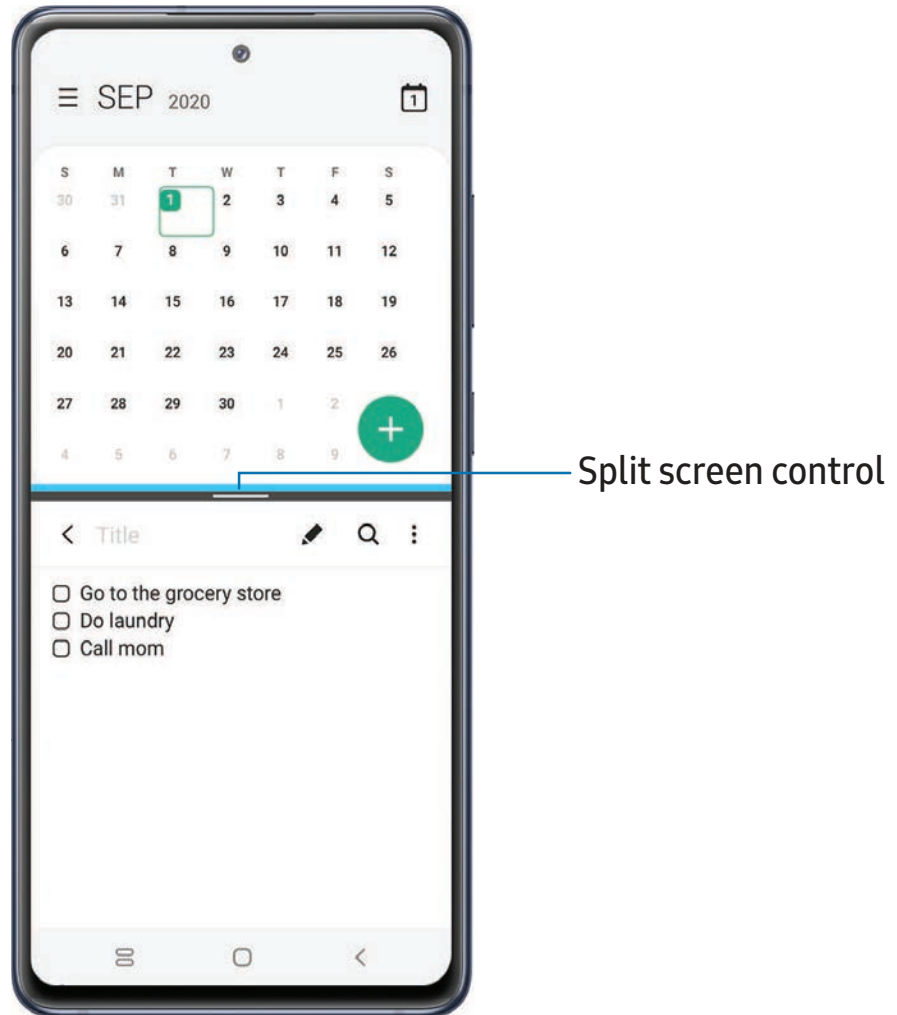 SEP 2020
1
S M T W T F S
30 31 1 2 3 4 5
6 7 8 9 10 11 12
13 14 15 16 17 18 19
20 21 22 23 24 25 26
27 28 29 30 1 2
4 5 6 7 8 9
Split screen control
Title
Go to the grocery store
Do laundry
Call mom